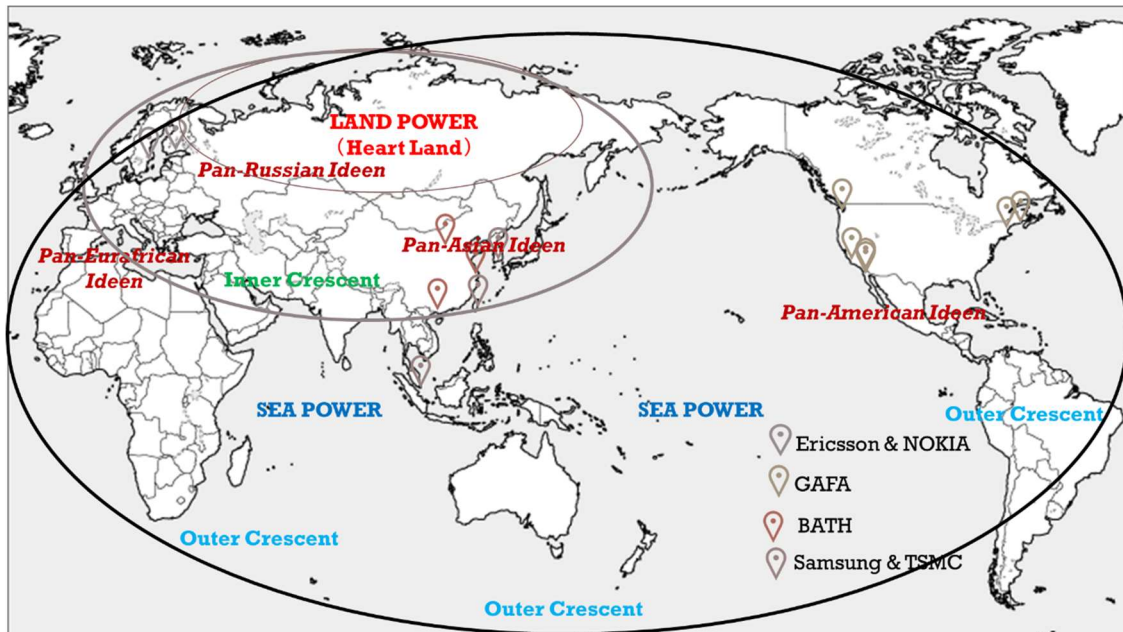 LAND POWER
（Heart Land）
Pan-Russian Ideen
Pan-Asian Ideen
Pan-Eurafrican
Ideen
Inner Crescent
Pan-American Ideen
SEA POWER
SEA POWER
Outer Crescent
Ericsson & NOKIA
GAFA
BATH
Samsung & TSMC
Outer Crescent
Outer Crescent